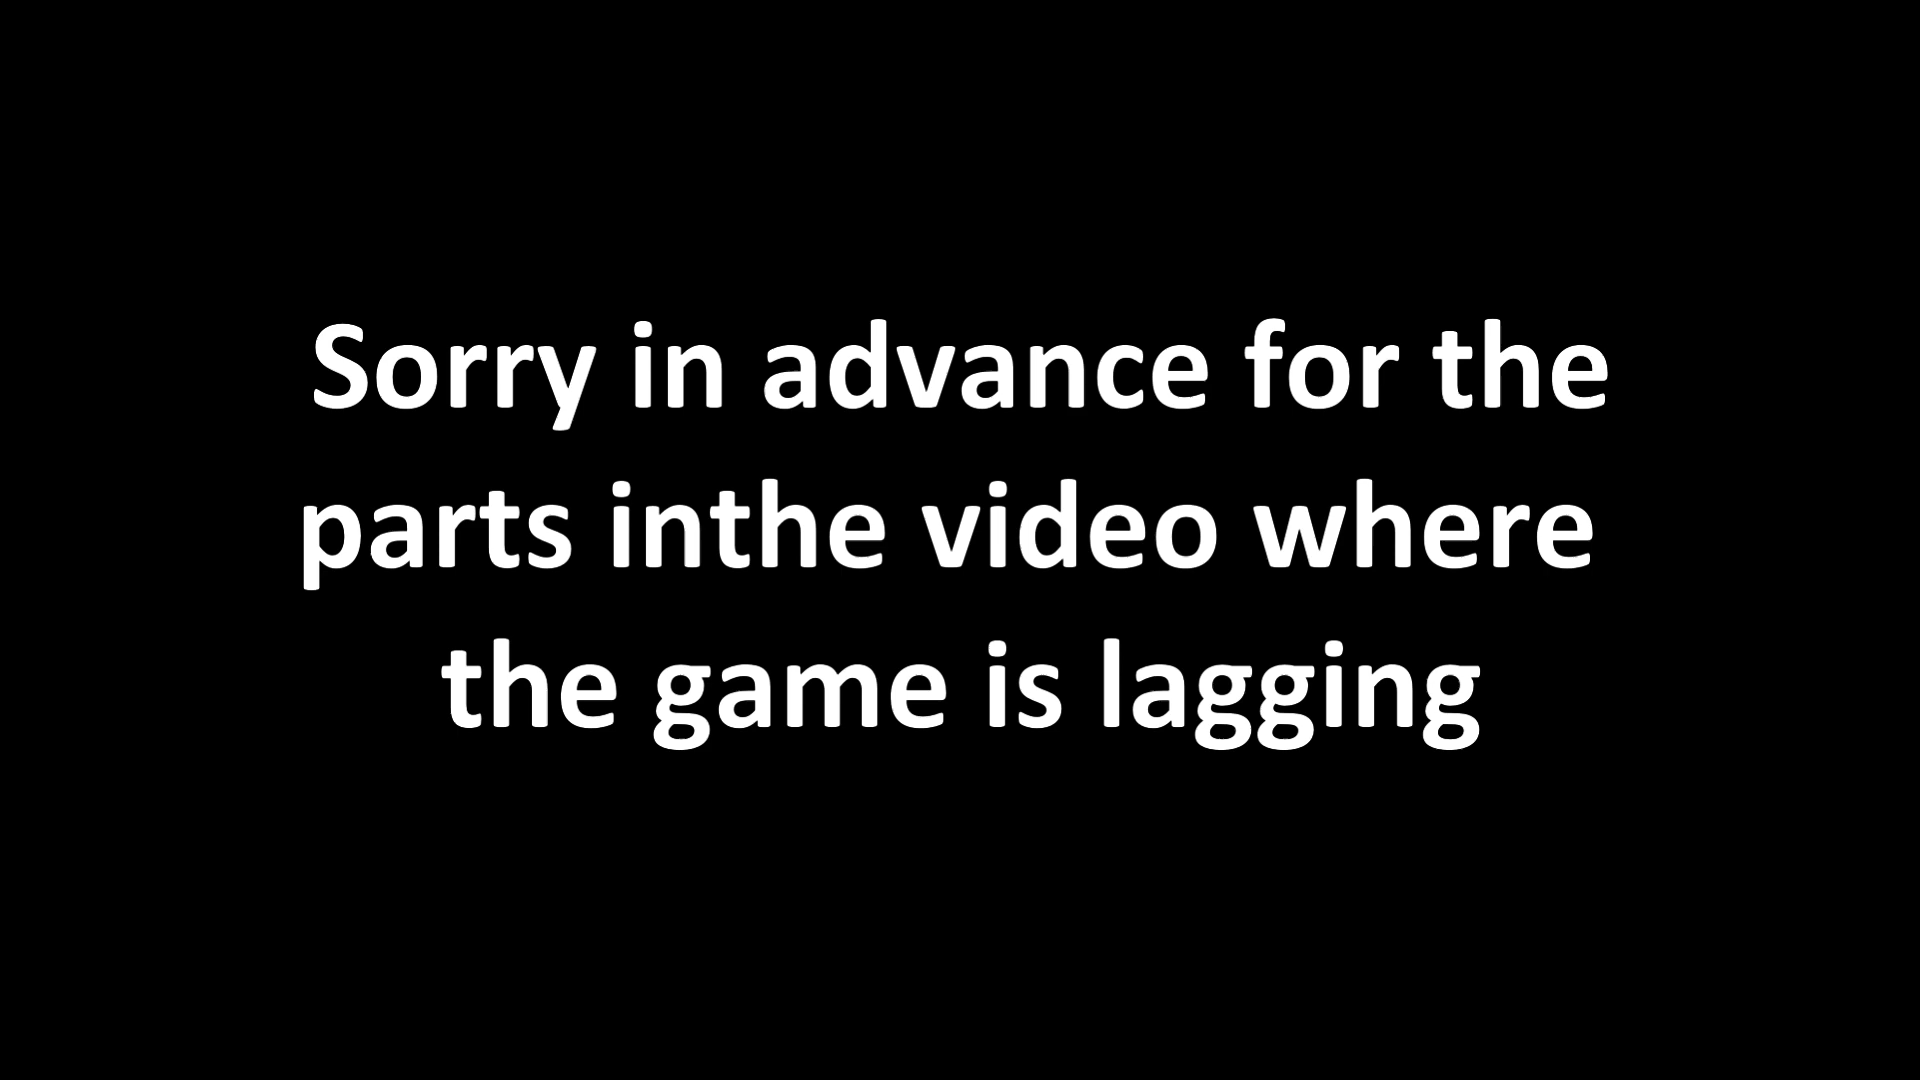 Sorry in advance for the
parts inthe video where
the game is lagging